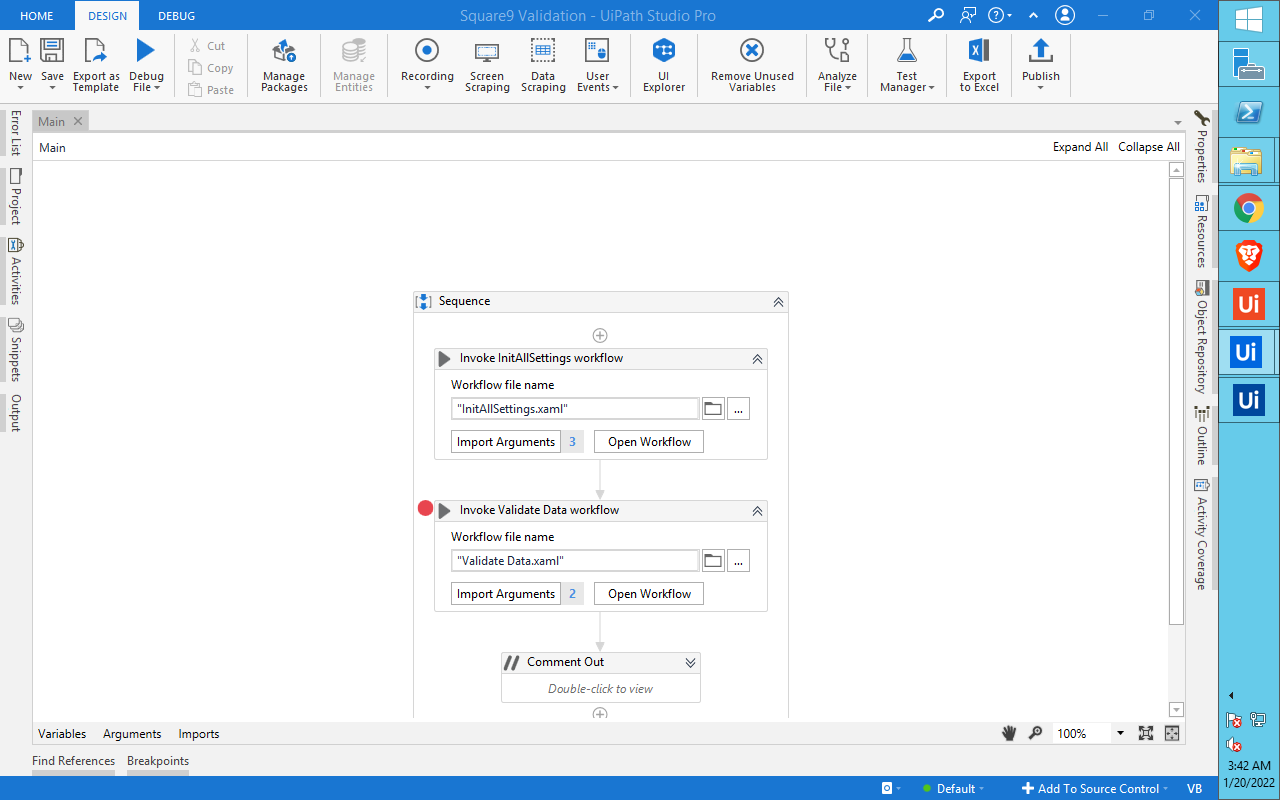 HOME DESIGN DEBUG Square9 Validation - UiPath Studio Pro
New Save Export as Template Debug File Cut Copy Paste Manage Packages Manage Entities Recording Screen Scraping Data Scraping User Events UI Explorer Remove Unused Variables Analyze File Test Manager Export to Excel Publish
Error List
Project
Activities
Snippets
Output
Main
Main Expand All Collapse All
Sequence
Invoke InitAllSettings workflow
Workflow file name
"InitAllSettings.xaml" ...
Import Arguments 3 Open Workflow
Invoke Validate Data workflow
Workflow file name
"Validate Data.xaml" ...
Import Arguments 2 Open Workflow
// Comment Out
Double-click to view
Properties
Resources
Object Repository
Outline
Activity Coverage
Ui
Ui
Ui
Variables Arguments Imports 100%
Find References Breakpoints
Default Add To Source Control VB
3:42 AM
1/20/2022